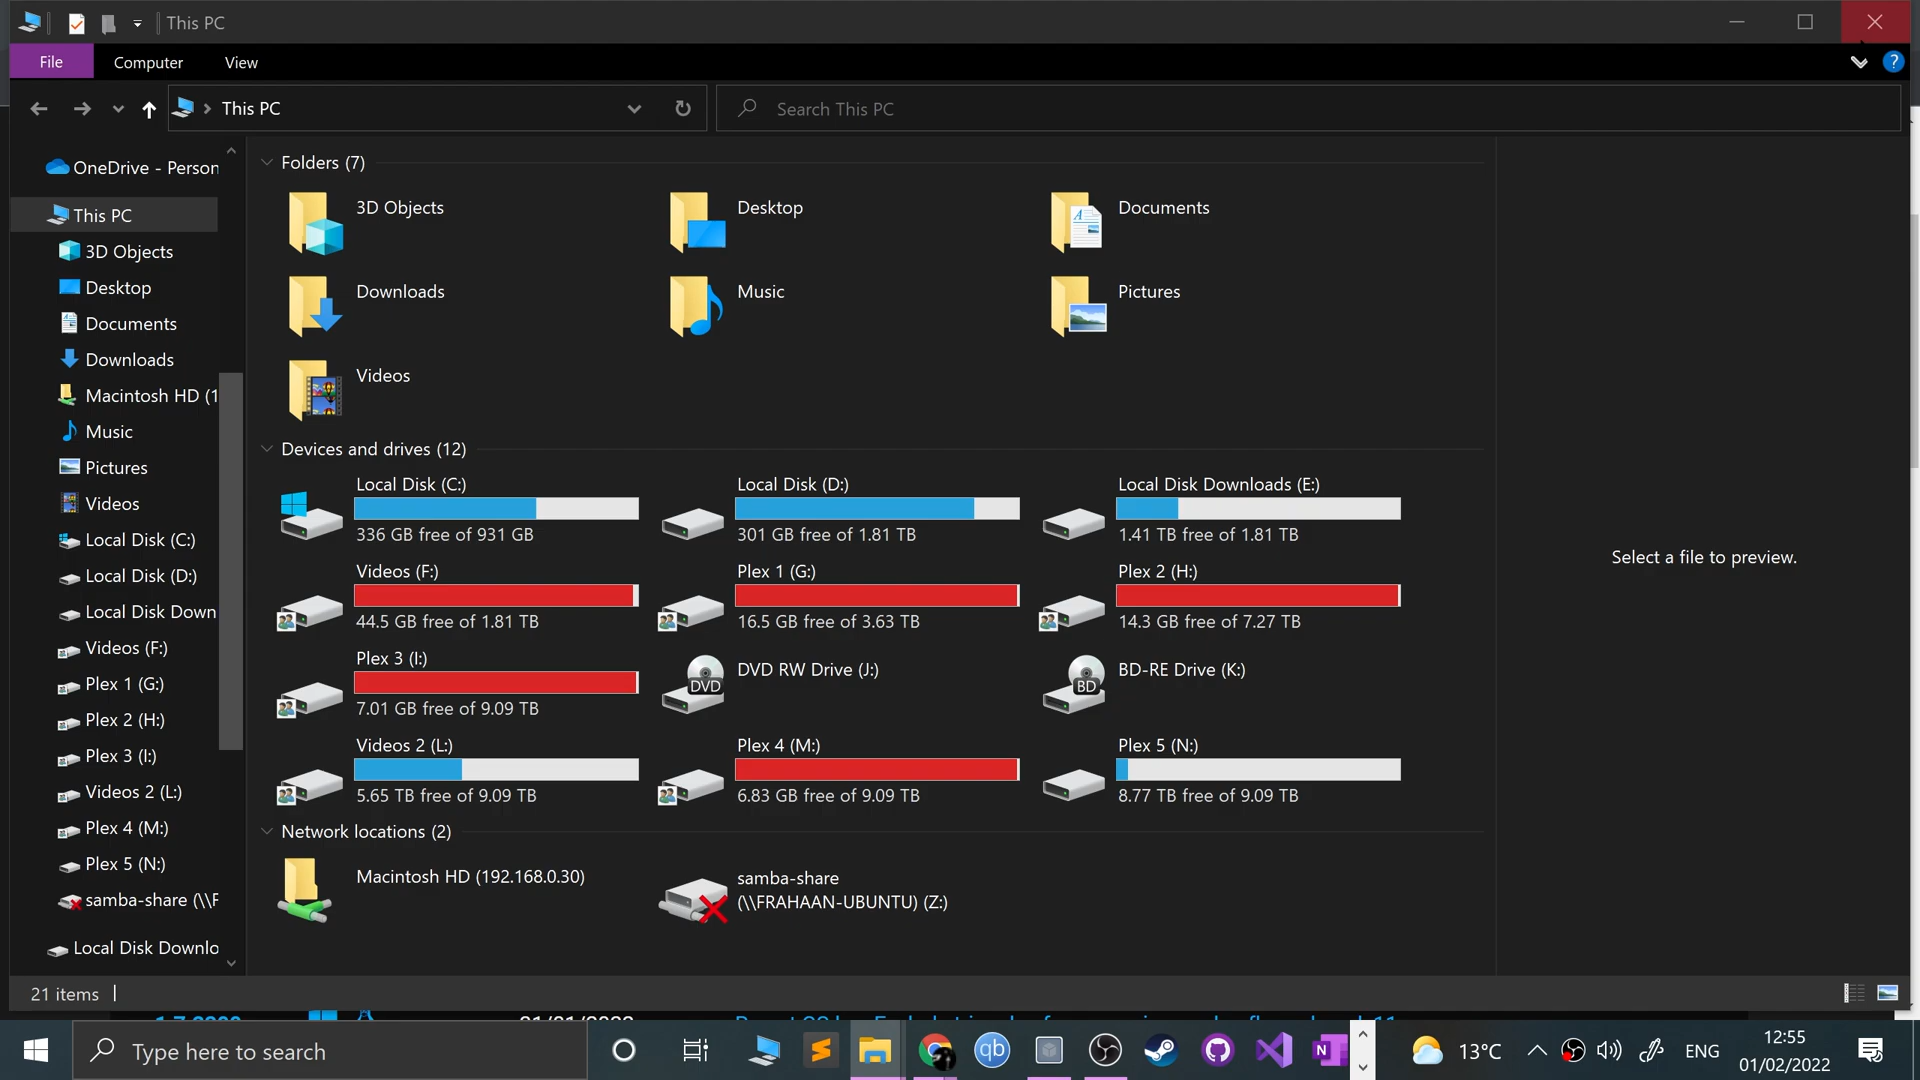 This PC
File
Computer
View
?
This PC
Search This PC
OneDrive - Person
This PC
3D Objects
Desktop
Documents
Downloads
Macintosh HD (1
Music
Pictures
Videos
Local Disk (C:)
Local Disk (D:)
Local Disk Down
Videos (F:)
Plex 1 (G:)
Plex 2 (H:)
Plex 3 (I:)
Videos 2 (L:)
Plex 4 (M:)
Plex 5 (N:)
samba-share (\\F
Local Disk Downlo
Folders (7)
3D Objects
Desktop
Documents
Downloads
Music
Pictures
Videos
Devices and drives (12)
Local Disk (C:)
336 GB free of 931 GB
Local Disk (D:)
301 GB free of 1.81 TB
Local Disk Downloads (E:)
1.41 TB free of 1.81 TB
Videos (F:)
44.5 GB free of 1.81 TB
Plex 1 (G:)
16.5 GB free of 3.63 TB
Plex 2 (H:)
14.3 GB free of 7.27 TB
Plex 3 (I:)
7.01 GB free of 9.09 TB
DVD
DVD RW Drive (J:)
BD
BD-RE Drive (K:)
Videos 2 (L:)
5.65 TB free of 9.09 TB
Plex 4 (M:)
6.83 GB free of 9.09 TB
Plex 5 (N:)
8.77 TB free of 9.09 TB
Network locations (2)
Macintosh HD (192.168.0.30)
samba-share
(\\FRAHAAN-UBUNTU) (Z:)
Select a file to preview.
21 items
Type here to search
qb
N
13°C
ENG
12:55
01/02/2022